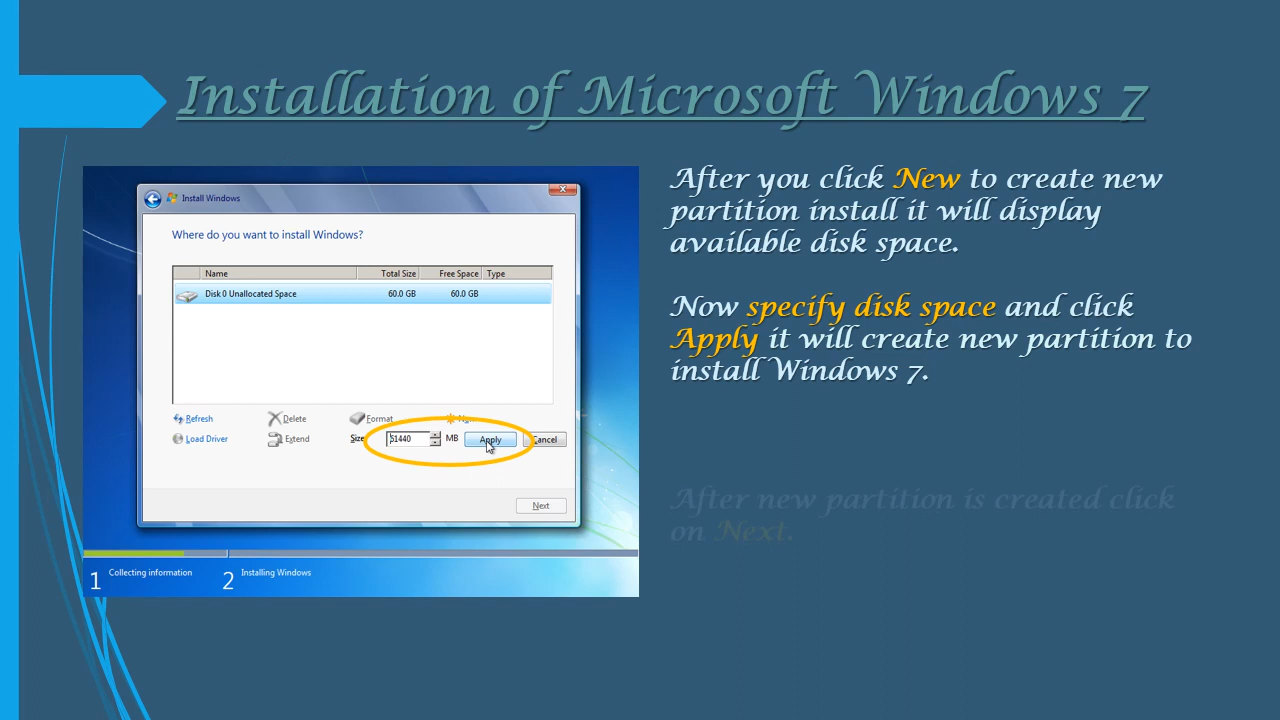 Installation of Microsoft Windows 7
After you click New to create new
partition install it will display
available disk space.
Now specify disk space and click
Apply it will create new partition to
install Windows 7.
After new partition is created click
on Next.
Install Windows
Where do you want to install Windows?
Name Total Size Free Space Type
Disk 0 Unallocated Space 60.0 GB 60.0 GB
Refresh Delete Format
Load Driver Extend Size 51440 MB Apply Cancel
Next
1 Collecting information 2 Installing Windows